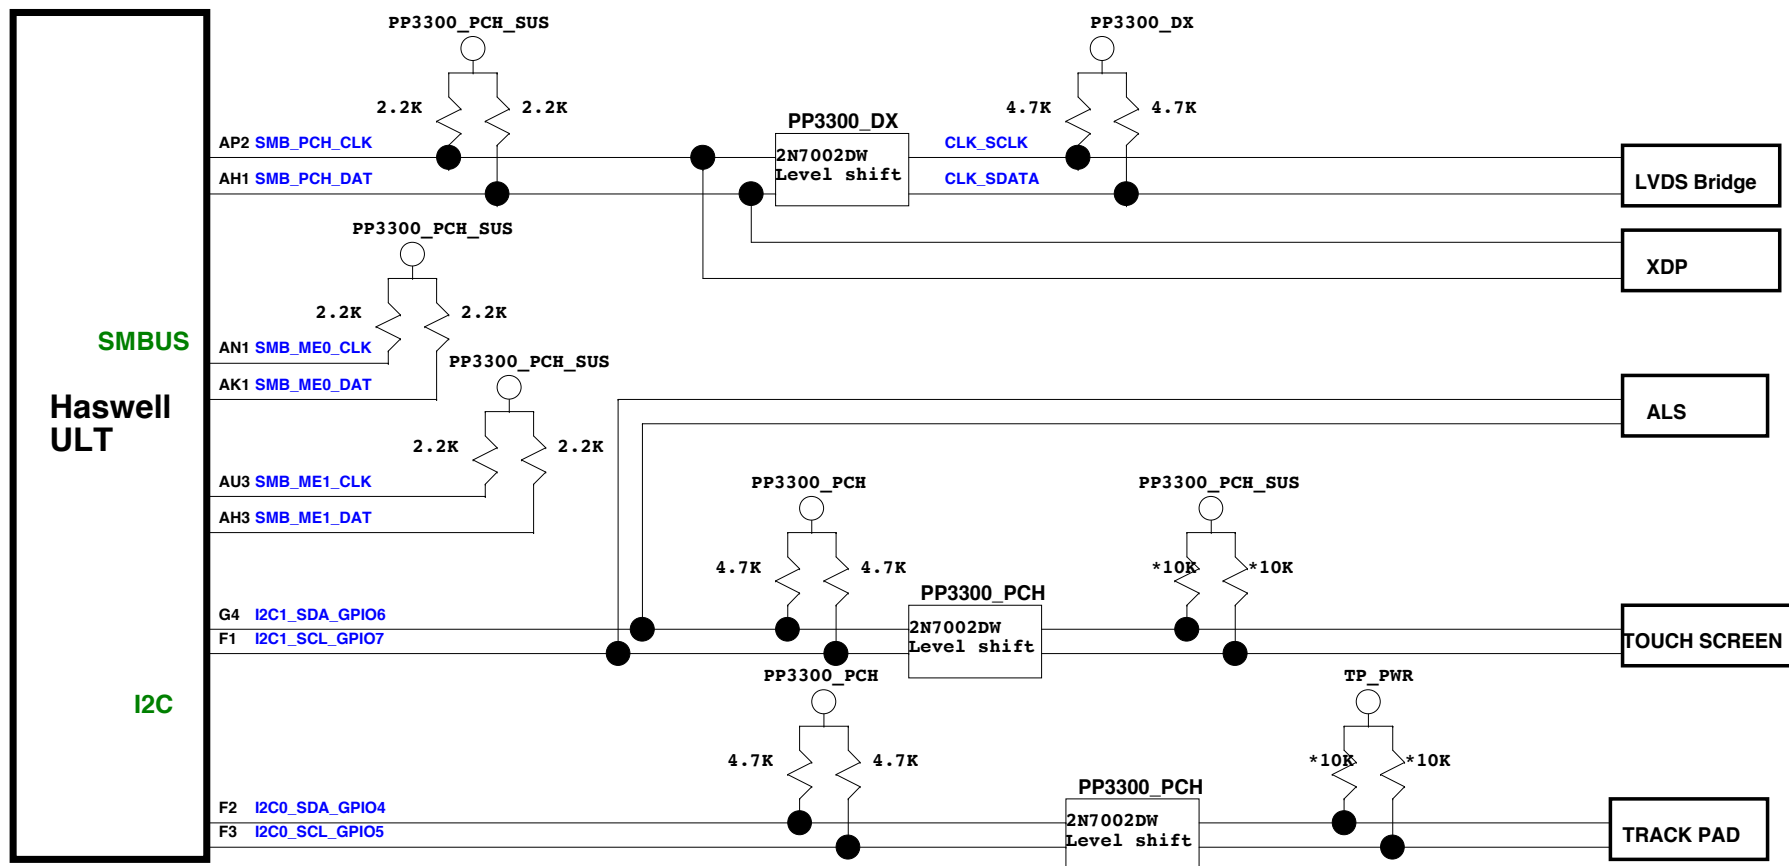 PP3300_PCH_SUS
PP3300_DX
2.2K
2.2K
4.7K
4.7K
PP3300_DX
AP2 SMB_PCH_CLK
2N7002DW
Level shift
CLK_SCLK
AH1 SMB_PCH_DAT
CLK_SDATA
LVDS Bridge
PP3300_PCH_SUS
XDP
2.2K
2.2K
SMBUS
AN1 SMB_ME0_CLK
PP3300_PCH_SUS
AK1 SMB_ME0_DAT
Haswell
ULT
ALS
2.2K
2.2K
AU3 SMB_ME1_CLK
PP3300_PCH
PP3300_PCH_SUS
AH3 SMB_ME1_DAT
4.7K
4.7K
*10K
*10K
PP3300_PCH
G4 I2C1_SDA_GPIO6
2N7002DW
Level shift
F1 I2C1_SCL_GPIO7
TOUCH SCREEN
PP3300_PCH
TP_PWR
I2C
4.7K
4.7K
*10K
*10K
PP3300_PCH
F2 I2C0_SDA_GPIO4
2N7002DW
Level shift
F3 I2C0_SCL_GPIO5
TRACK PAD